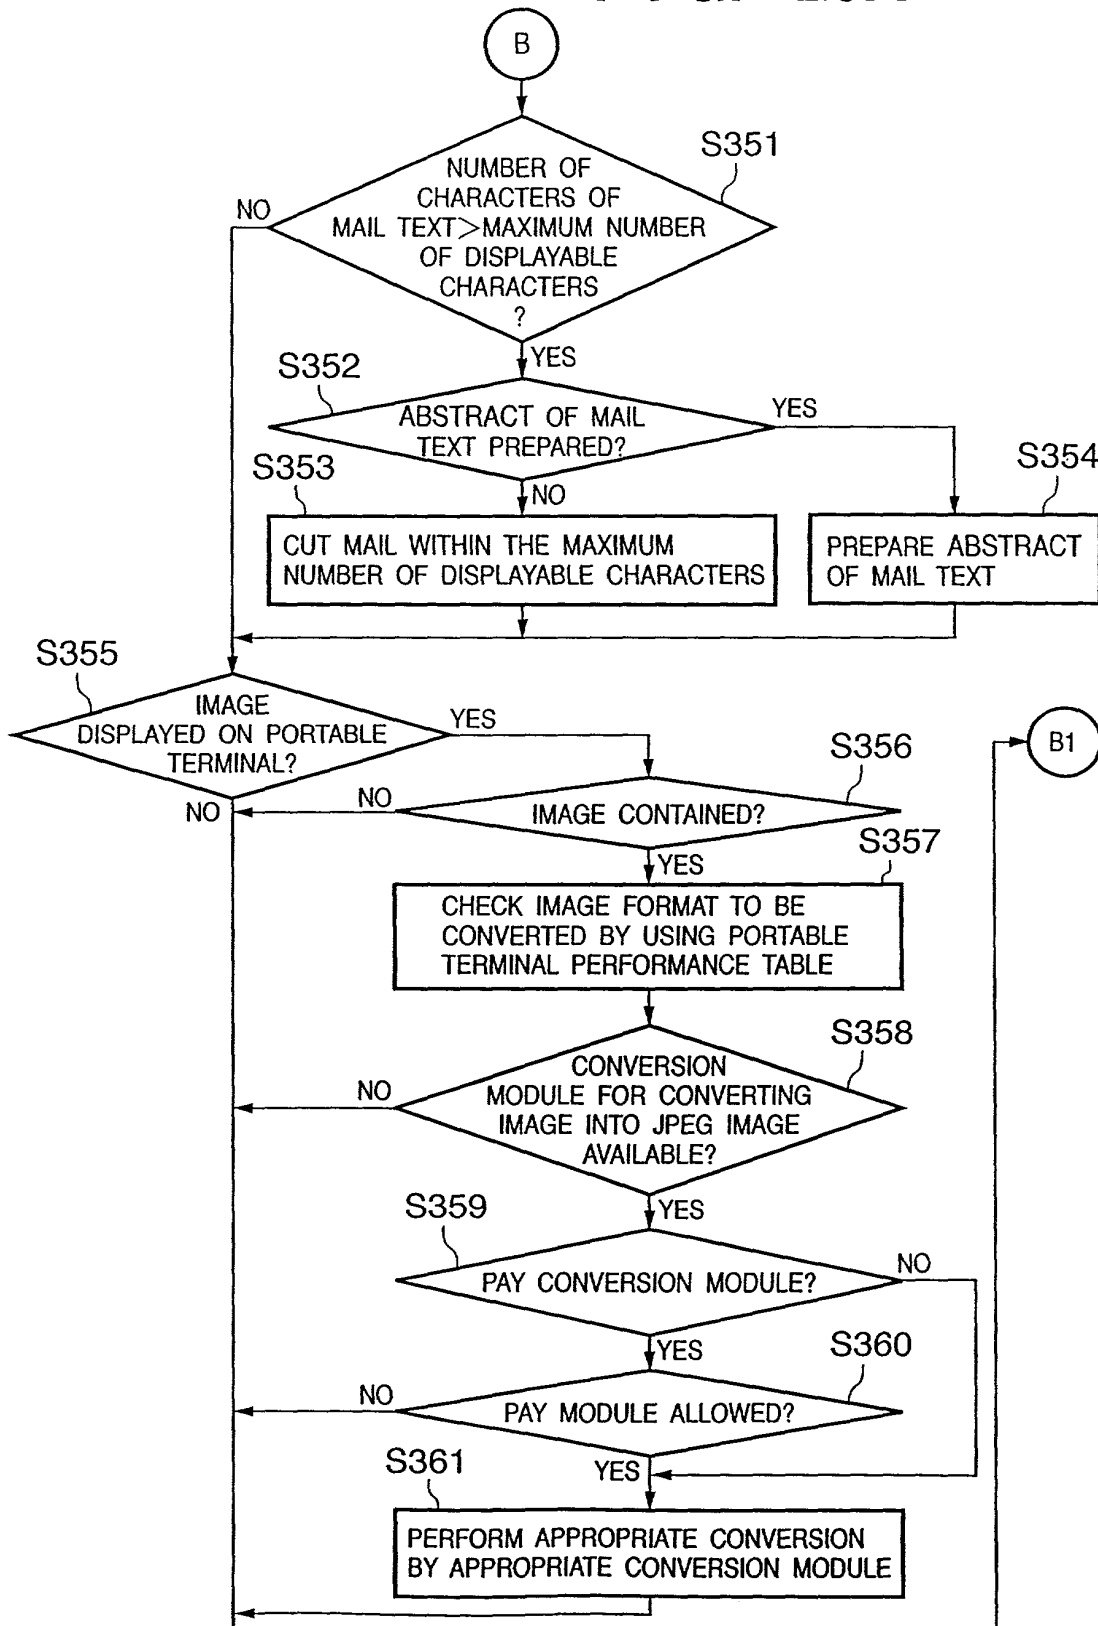 B
S351
NUMBER OF
CHARACTERS OF
MAIL TEXT>MAXIMUM NUMBER
OF DISPLAYABLE
CHARACTERS
?
NO
YES
S352
ABSTRACT OF MAIL
TEXT PREPARED?
YES
NO
S353
CUT MAIL WITHIN THE MAXIMUM
NUMBER OF DISPLAYABLE CHARACTERS
S354
PREPARE ABSTRACT
OF MAIL TEXT
S355
IMAGE
DISPLAYED ON PORTABLE
TERMINAL?
YES
NO
B1
S356
IMAGE CONTAINED?
NO
YES
S357
CHECK IMAGE FORMAT TO BE
CONVERTED BY USING PORTABLE
TERMINAL PERFORMANCE TABLE
S358
CONVERSION
MODULE FOR CONVERTING
IMAGE INTO JPEG IMAGE
AVAILABLE?
NO
YES
S359
PAY CONVERSION MODULE?
NO
YES
S360
PAY MODULE ALLOWED?
NO
YES
S361
PERFORM APPROPRIATE CONVERSION
BY APPROPRIATE CONVERSION MODULE